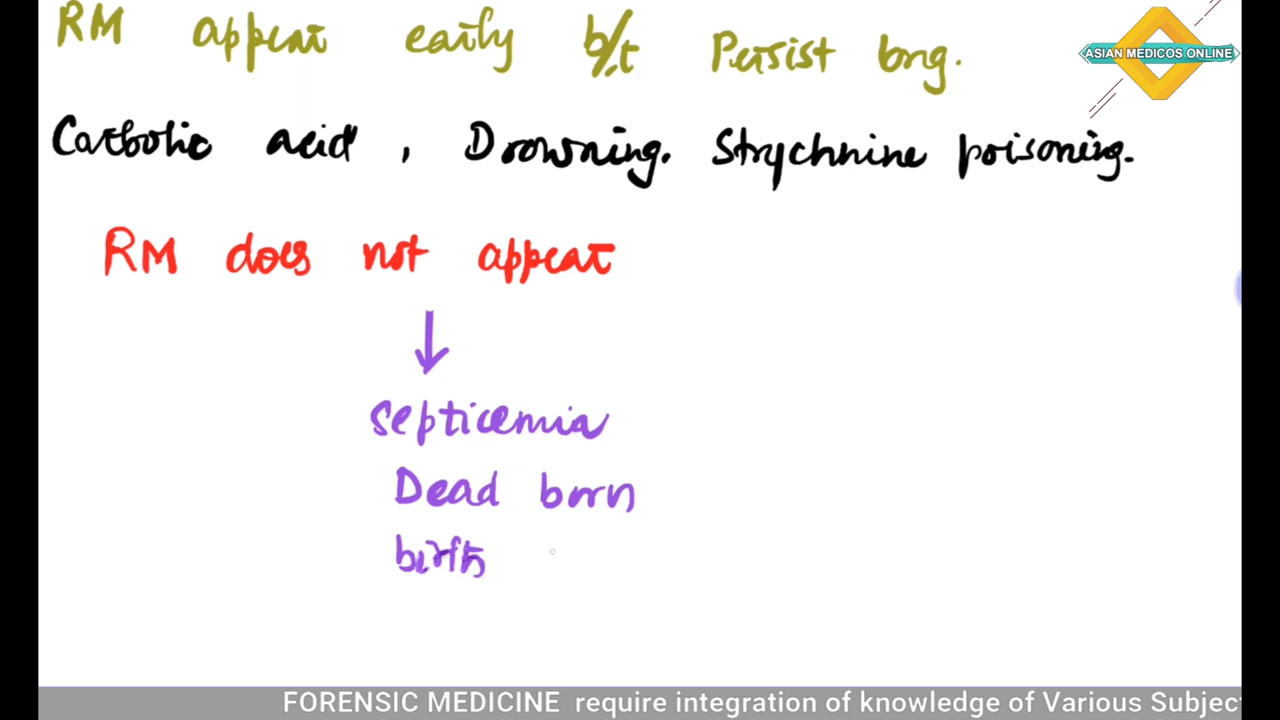 RM appear early b/t Persist long.
ASIAN MEDICOS ONLINE
Carbolic acid, Drowning. Strychnine poisoning.
RM does not appear
Septicemia
Dead born
birth
FORENSIC MEDICINE require integration of knowledge of Various Subjec